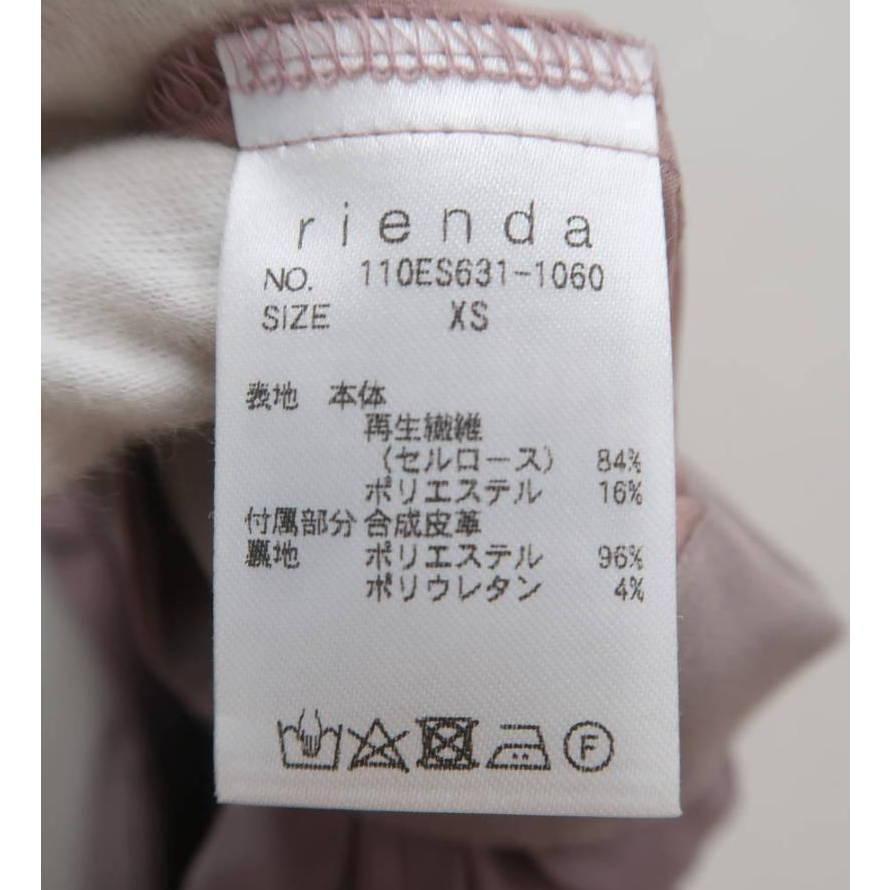 rienda
NO. 110ES631-1060
SIZE XS
表地 本体
再生繊維
(セルロース) 84%
ポリエステル 16%
付属部分 合成皮革
裏地 ポリエステル 96%
ポリウレタン 4%
F